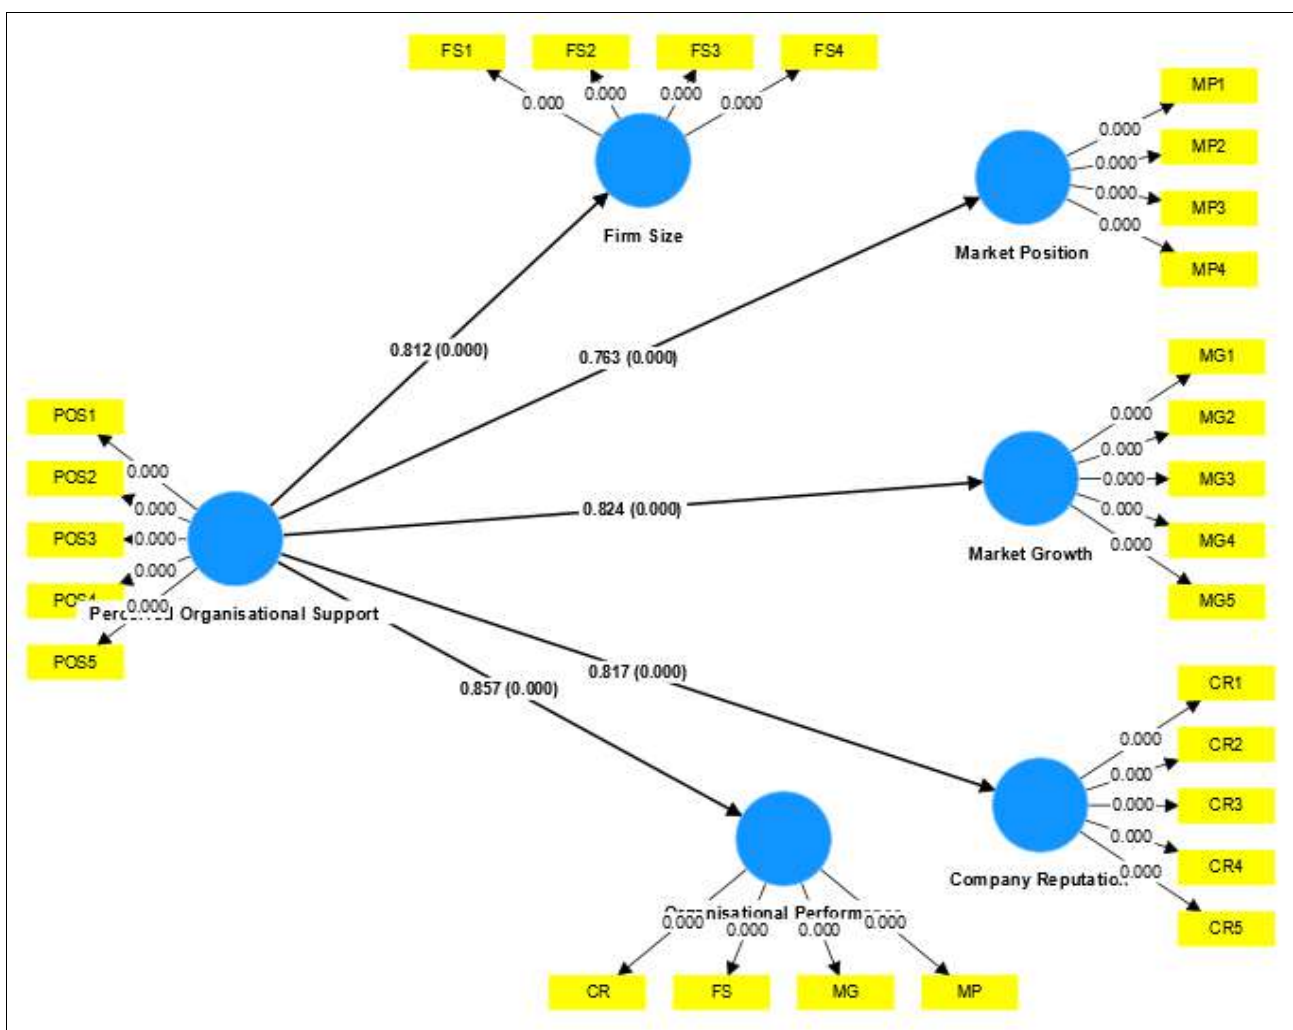 FS1
FS2
FS3
FS4
0.000
0.000
0.000
0.000
Firm Size
MP1
MP2
MP3
MP4
0.000
0.000
0.000
0.000
Market Position
0.812 (0.000)
0.763 (0.000)
MG1
MG2
MG3
MG4
MG5
0.000
0.000
0.000
0.000
0.000
Market Growth
0.824 (0.000)
POS1
POS2
POS3
POS5
0.000
0.000
0.000
0.000
0.000
Organisational Support
0.817 (0.000)
0.857 (0.000)
CR1
CR2
CR3
CR4
CR5
0.000
0.000
0.000
0.000
0.000
Company
0.000
0.000
0.000
0.000
CR
FS
MG
MP